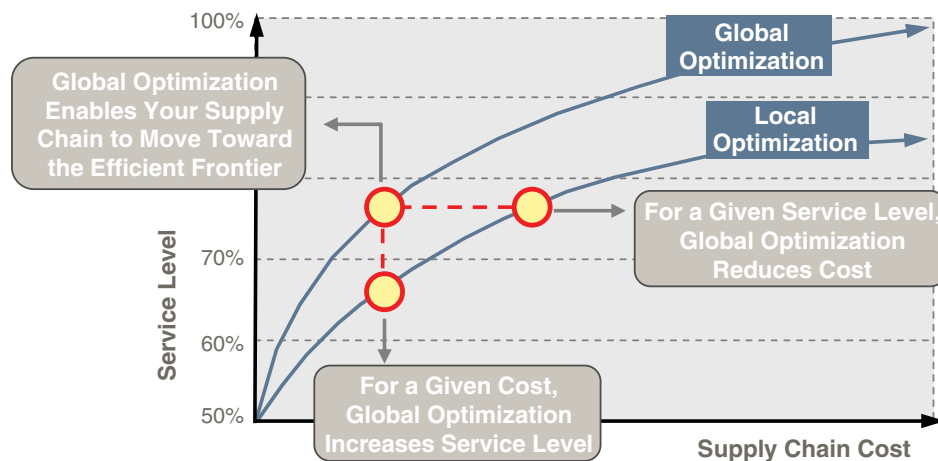 100%
Global
Optimization
Global Optimization
Enables Your Supply
Chain to Move Toward
the Efficient Frontier
Local
Optimization
For a Given Service Level,
Global Optimization
Reduces Cost
70%
60%
50%
Service Level
For a Given Cost,
Global Optimization
Increases Service Level
Supply Chain Cost